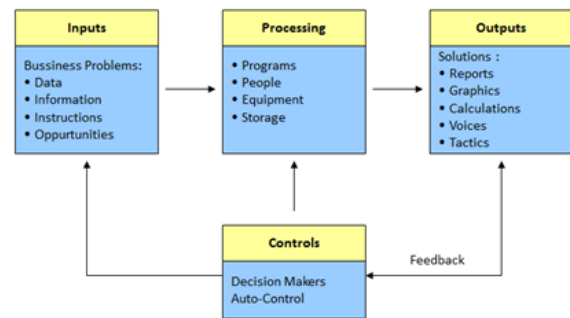 Inputs
Bussiness Problems:
• Data
• Information
• Instructions
• Oppurtunities
Processing
• Programs
• People
• Equipment
• Storage
Outputs
Solutions :
• Reports
• Graphics
• Calculations
• Voices
• Tactics
Controls
Decision Makers
Auto-Control
Feedback